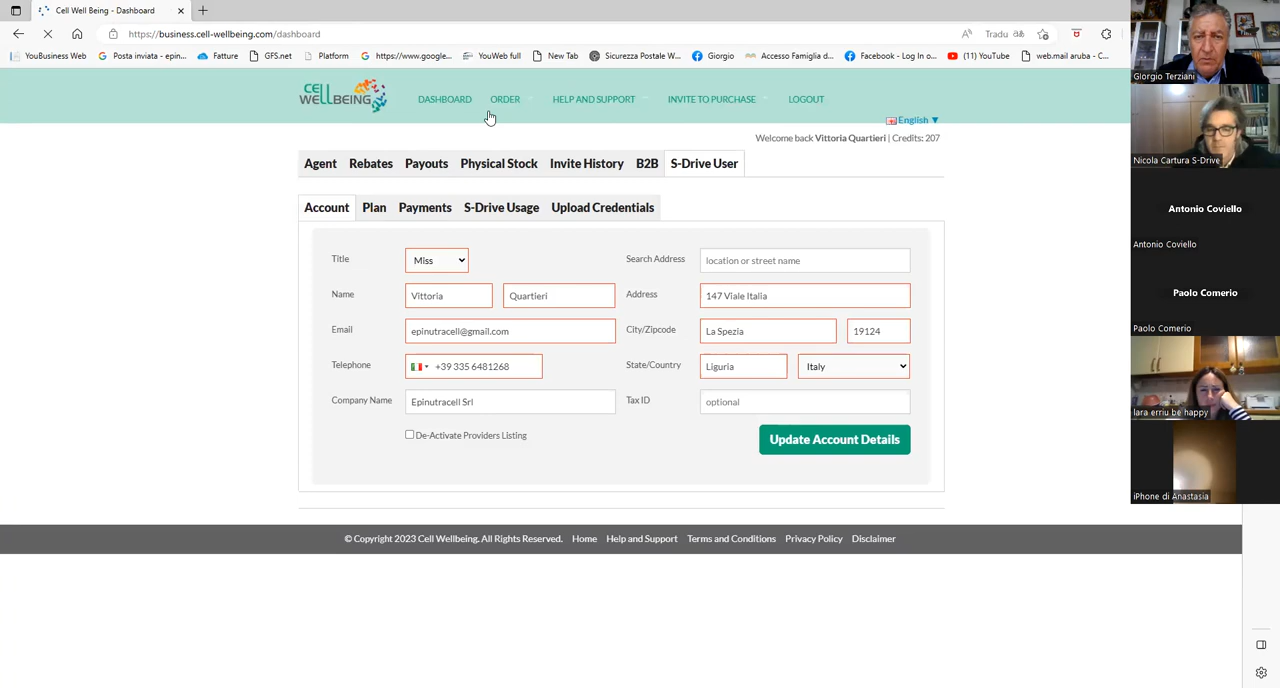 Cell Well Being - Dashboard
https://business.cell-wellbeing.com/dashboard
Tradu
YouBusiness Web
Posta inviata - epin...
Fatture
GFS.net
Platform
https://www.google...
YouWeb full
New Tab
Sicurezza Postale W...
Giorgio
Accesso Famiglia d...
Facebook - Log In o...
(11) YouTube
web.mail aruba - C...
CELL WELLBEING
DASHBOARD
ORDER
HELP AND SUPPORT
INVITE TO PURCHASE
LOGOUT
English ▼
Welcome back Vittoria Quartieri | Credits: 207
Agent
Rebates
Payouts
Physical Stock
Invite History
B2B
S-Drive User
Account
Plan
Payments
S-Drive Usage
Upload Credentials
Title
Miss
Search Address
location or street name
Name
Vittoria
Quartieri
Address
147 Viale Italia
Email
epinutracell@gmail.com
City/Zipcode
La Spezia
19124
Telephone
+39 335 6481268
State/Country
Liguria
Italy
Company Name
Epinutracell Srl
Tax ID
optional
De-Activate Providers Listing
Update Account Details
© Copyright 2023 Cell Wellbeing. All Rights Reserved.
Home
Help and Support
Terms and Conditions
Privacy Policy
Disclaimer
Giorgio Terziani
Nicola Cartura S-Drive
Antonio Coviello
Antonio Coviello
Paolo Comerio
Paolo Comerio
lara erriu be happy
iPhone di Anastasia